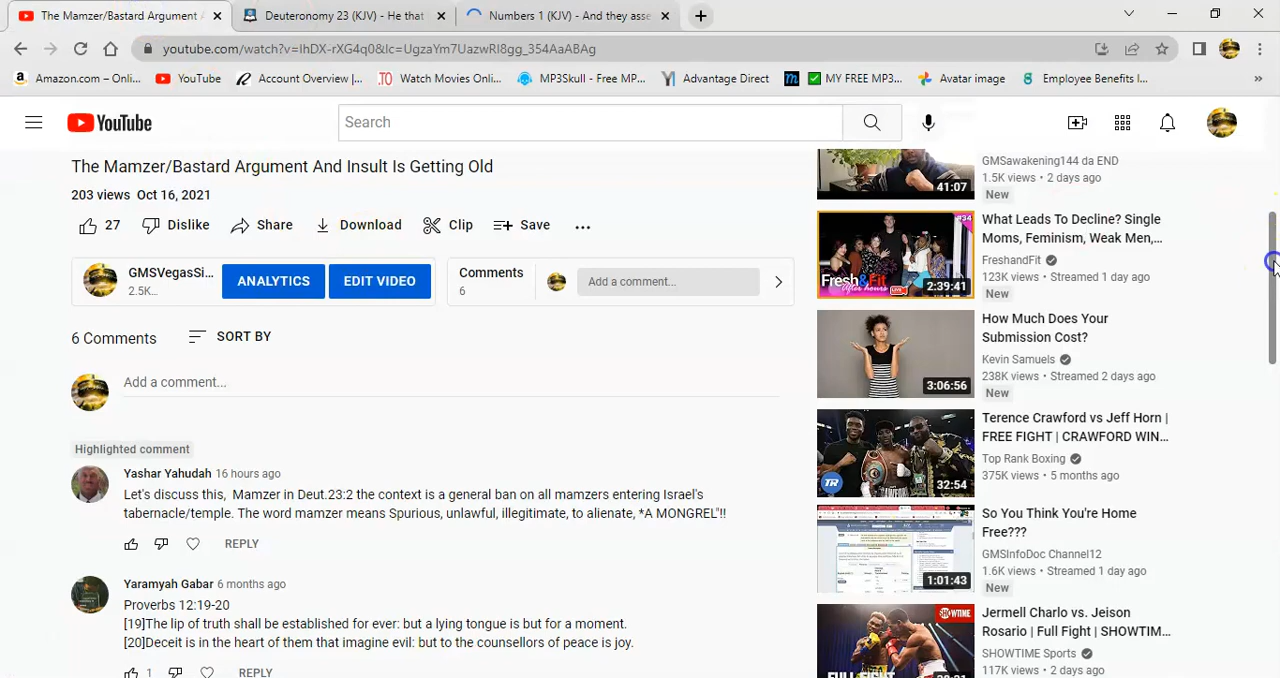 The Mamzer/Bastard Argument A
Deuteronomy 23 (KJV) - He that
Numbers 1 (KJV) - And they asse
youtube.com/watch?v=IhDX-rXG4q0&lc=UgzaYm7UazwRl8gg_354AaABAg
Amazon.com – Onli...
YouTube
Account Overview |...
TO
Watch Movies Onli...
MP3Skull - Free MP...
Advantage Direct
m
MY FREE MP3...
Avatar image
Employee Benefits I...
»
YouTube
Search
The Mamzer/Bastard Argument And Insult Is Getting Old
203 views Oct 16, 2021
27
Dislike
Share
Download
Clip
Save
...
GMSVegasSi...
2.9K...
ANALYTICS
EDIT VIDEO
Comments
6
Add a comment...
6 Comments
SORT BY
Add a comment...
Highlighted comment
Yashar Yahudah 16 hours ago
Let's discuss this, Mamzer in Deut.23:2 the context is a general ban on all mamzers entering Israel's
tabernacle/temple. The word mamzer means Spurious, unlawful, illegitimate, to alienate, *A MONGREL"!!
REPLY
Yaramyah Gabar 6 months ago
Proverbs 12:19-20
[19]The lip of truth shall be established for ever: but a lying tongue is but for a moment.
[20]Deceit is in the heart of them that imagine evil: but to the counsellors of peace is joy.
1
REPLY
41:07
GMSawakening144 da END
1.5K views • 2 days ago
New
#34
Fresh&Fit
After hours
LIVE
2:39:41
What Leads To Decline? Single
Moms, Feminism, Weak Men,...
FreshandFit
123K views • Streamed 1 day ago
New
3:06:56
How Much Does Your
Submission Cost?
Kevin Samuels
238K views • Streamed 2 days ago
New
TR
32:54
Terence Crawford vs Jeff Horn |
FREE FIGHT | CRAWFORD WIN...
Top Rank Boxing
375K views • 5 months ago
1:01:43
So You Think You're Home
Free???
GMSInfoDoc Channel12
1.6K views • Streamed 1 day ago
New
SHOWTIME
FULL FIGHT
Jermell Charlo vs. Jeison
Rosario | Full Fight | SHOWTIM...
SHOWTIME Sports
117K views • 2 days ago